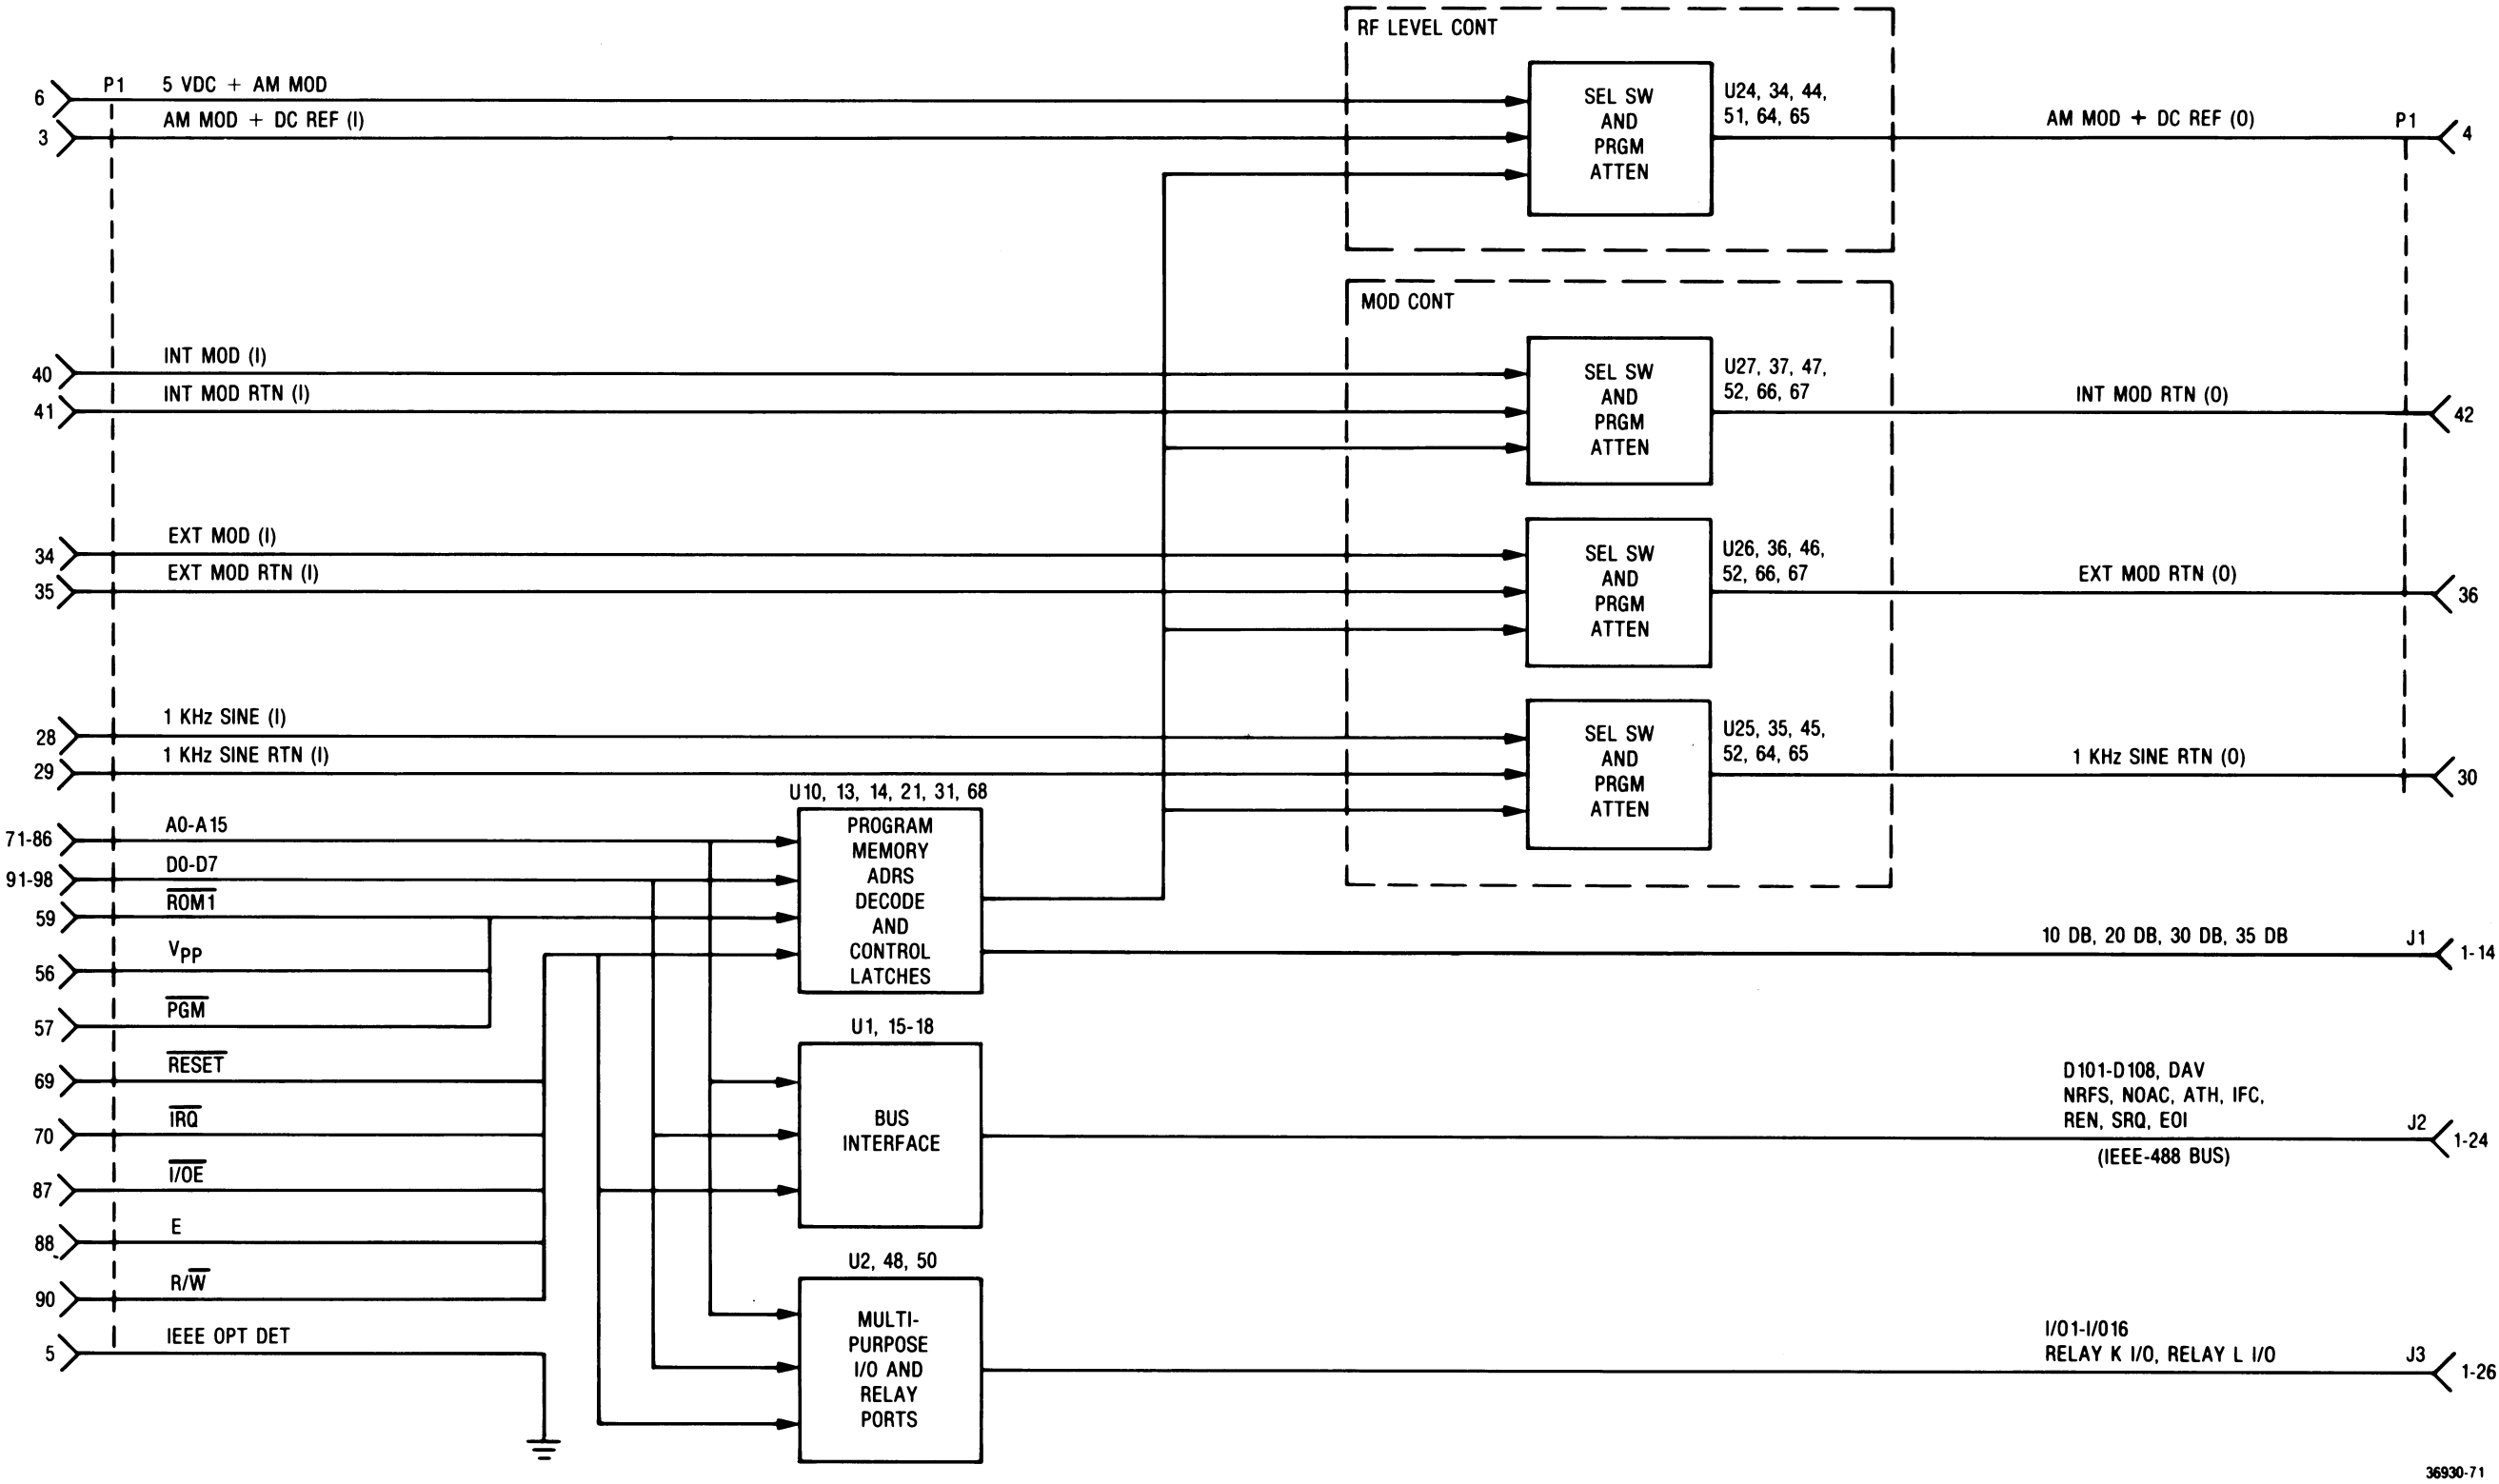 RF LEVEL CONT
6 P1 5 VDC + AM MOD
3 AM MOD + DC REF (I)
SEL SW
AND
PRGM
ATTEN
U24, 34, 44,
51, 64, 65
AM MOD + DC REF (O) P1 4
MOD CONT
40 INT MOD (I)
41 INT MOD RTN (I)
SEL SW
AND
PRGM
ATTEN
U27, 37, 47,
52, 66, 67
INT MOD RTN (O) 42
34 EXT MOD (I)
35 EXT MOD RTN (I)
SEL SW
AND
PRGM
ATTEN
U26, 36, 46,
52, 66, 67
EXT MOD RTN (O) 36
28 1 KHz SINE (I)
29 1 KHz SINE RTN (I)
SEL SW
AND
PRGM
ATTEN
U25, 35, 45,
52, 64, 65
1 KHz SINE RTN (O) 30
71-86 A0-A15
91-98 D0-D7
59 ROM1
56 VPP
57 PGM
69 RESET
70 IRQ
87 I/OE
88 E
90 R/W
5 IEEE OPT DET
U10, 13, 14, 21, 31, 68
PROGRAM
MEMORY
ADRS
DECODE
AND
CONTROL
LATCHES
10 DB, 20 DB, 30 DB, 35 DB J1 1-14
U1, 15-18
BUS
INTERFACE
D101-D108, DAV
NRFS, NOAC, ATH, IFC,
REN, SRQ, EOI J2 1-24
(IEEE-488 BUS)
U2, 48, 50
MULTI-
PURPOSE
I/O AND
RELAY
PORTS
I/O1-I/O16
RELAY K I/O, RELAY L I/O J3 1-26
36930-71